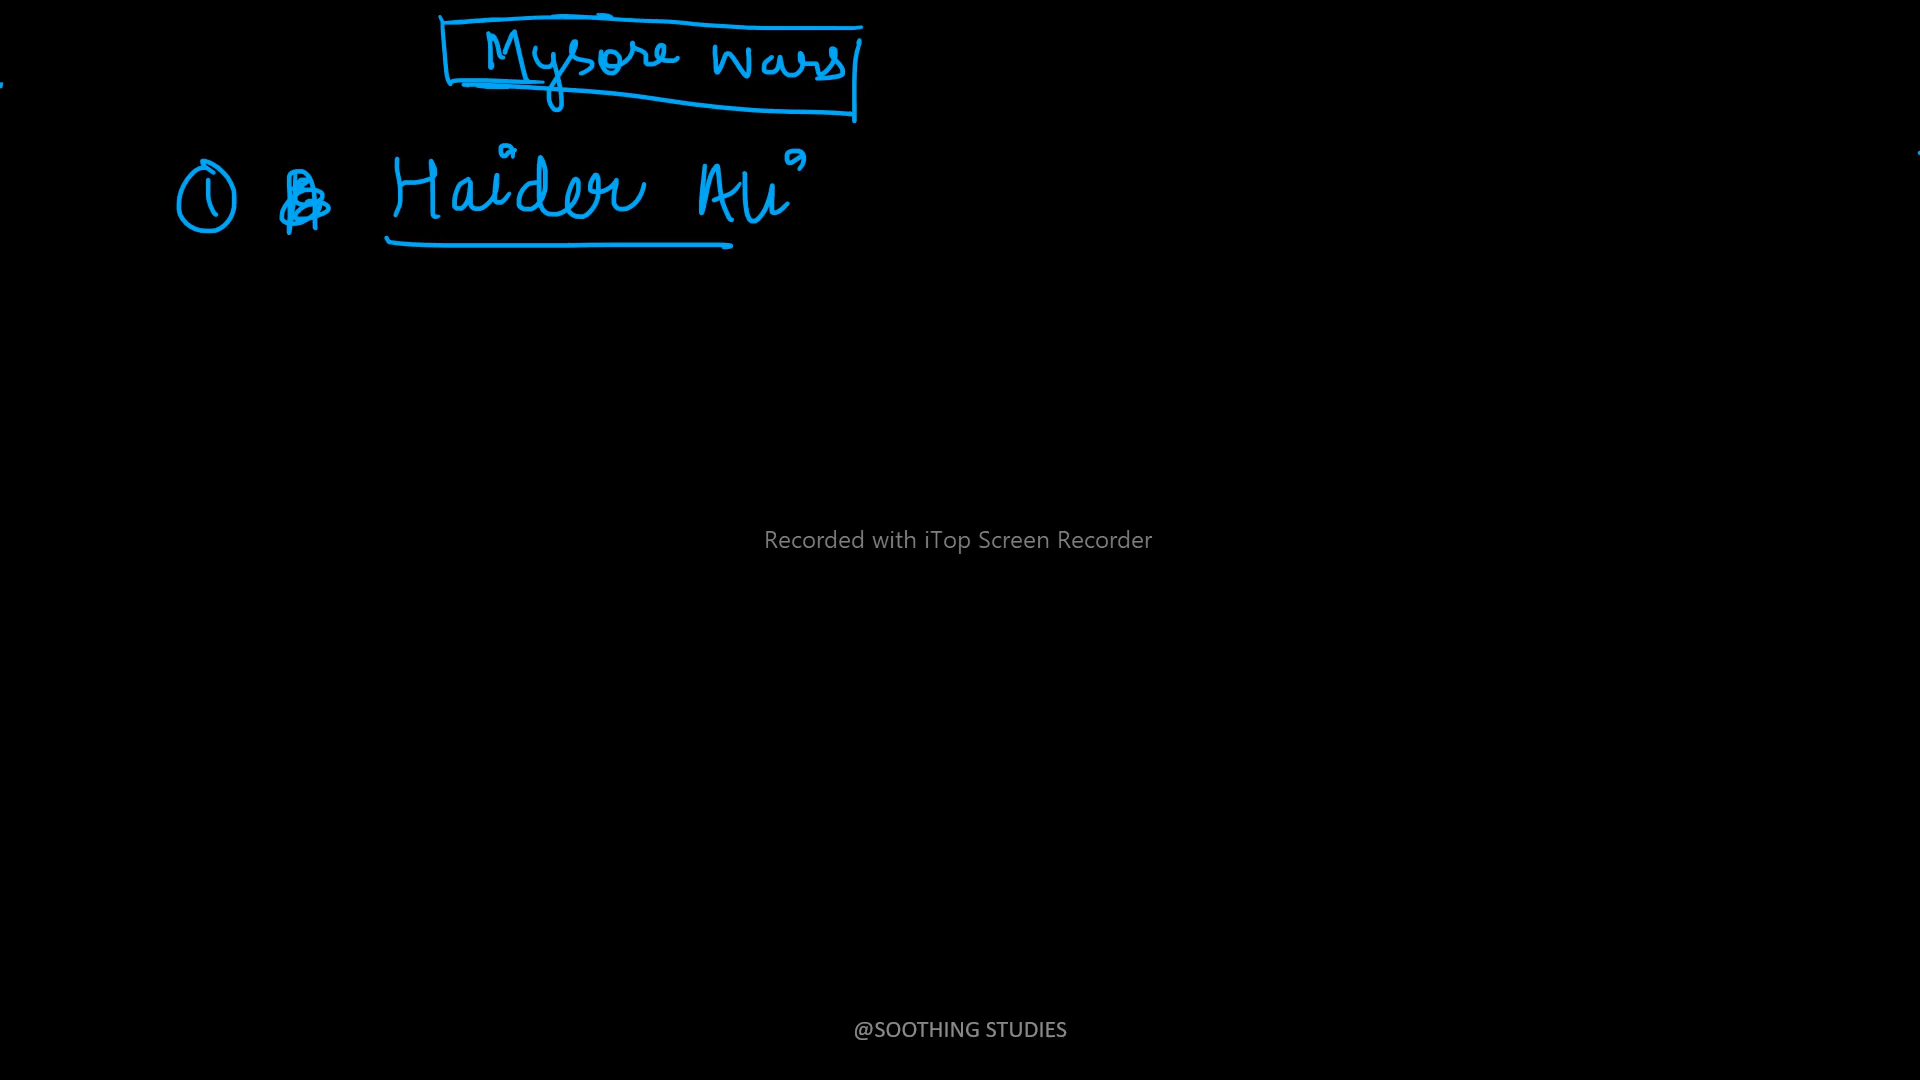 Mysore Wars
① Haider Ali
Recorded with iTop Screen Recorder
@SOOTHING STUDIES